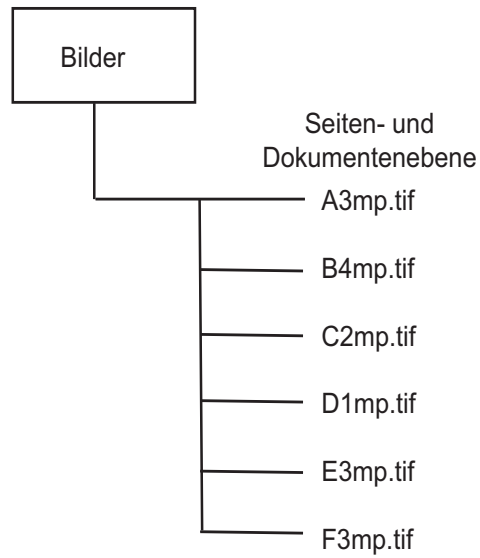 Bilder
Seiten- und
Dokumentenebene
A3mp.tif
B4mp.tif
C2mp.tif
D1mp.tif
E3mp.tif
F3mp.tif